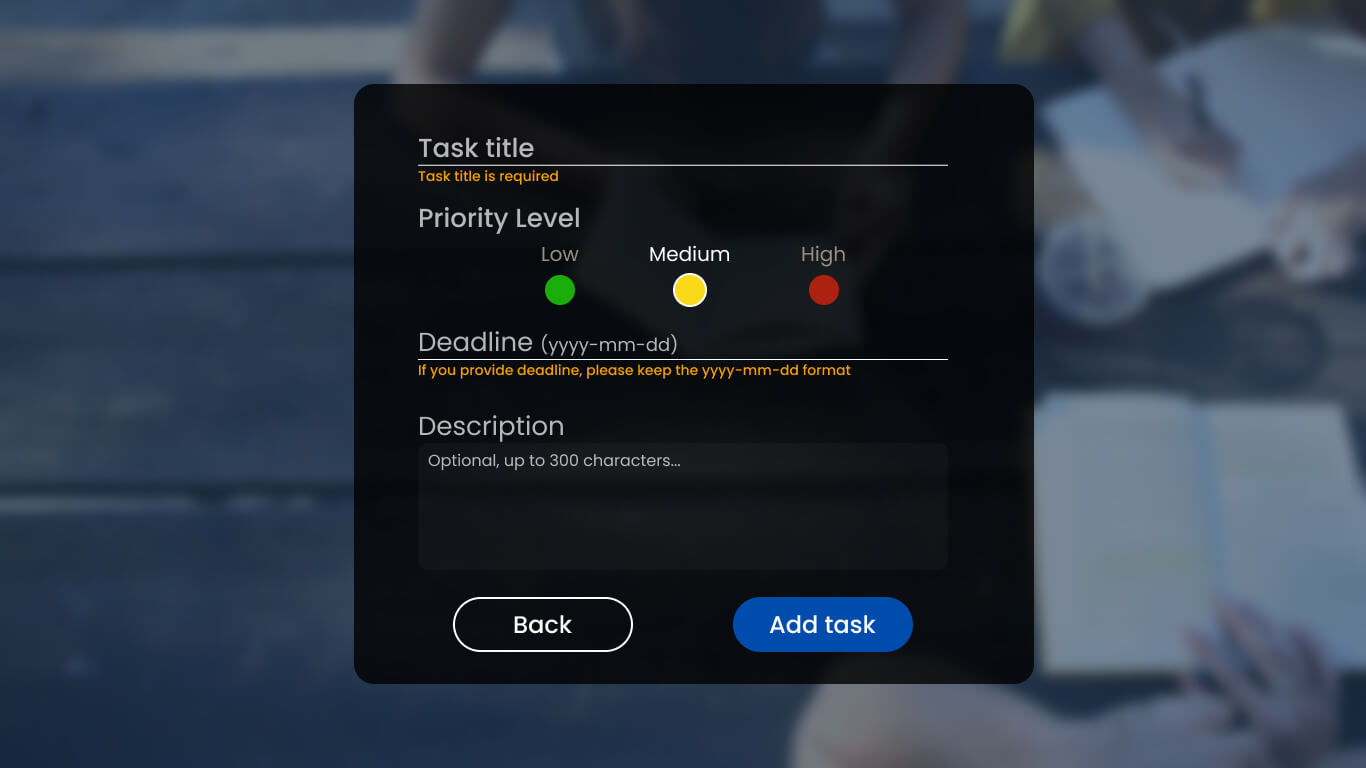 Task title
Task title is required
Priority Level
Low Medium High
Deadline (yyyy-mm-dd)
If you provide deadline, please keep the yyyy-mm-dd format
Description
Optional, up to 300 characters...
Back Add task